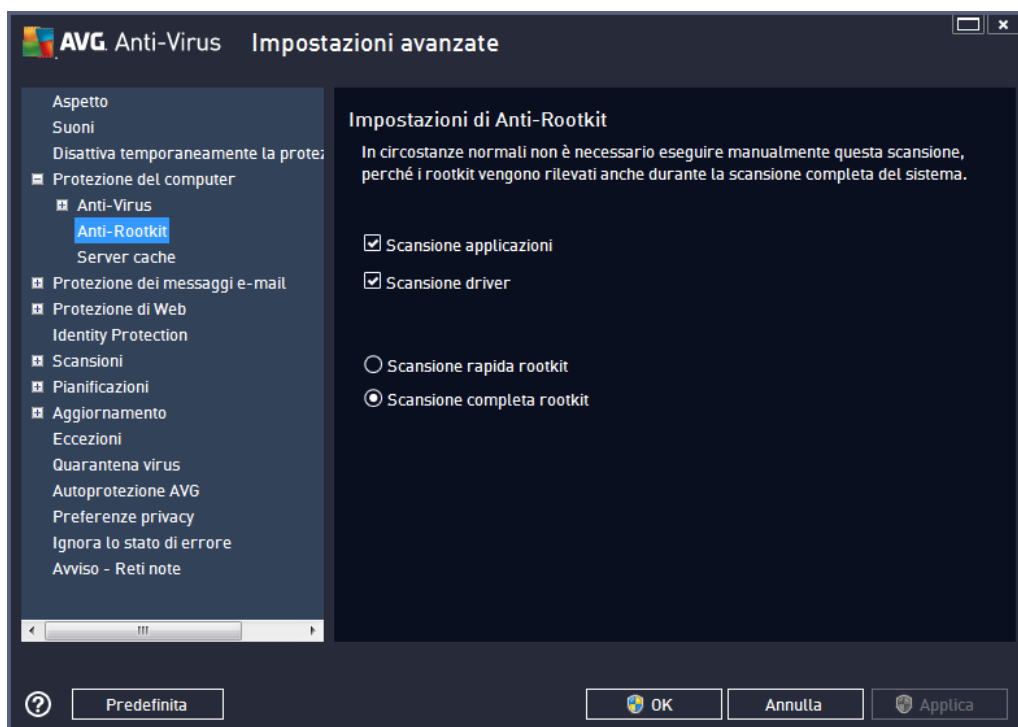 AVG. Anti-Virus Impostazioni avanzate
Aspetto
Suoni
Disattiva temporaneamente la protez
Protezione del computer
Anti-Virus
Anti-Rootkit
Server cache
Protezione dei messaggi e-mail
Protezione di Web
Identity Protection
Scansioni
Pianificazioni
Aggiornamento
Eccezioni
Quarantena virus
Autoprotezione AVG
Preferenze privacy
Ignora lo stato di errore
Avviso - Reti note
Impostazioni di Anti-Rootkit
In circostanze normali non è necessario eseguire manualmente questa scansione,
perché i rootkit vengono rilevati anche durante la scansione completa del sistema.
Scansione applicazioni
Scansione driver
Scansione rapida rootkit
Scansione completa rootkit
Predefinita
OK
Annulla
Applica